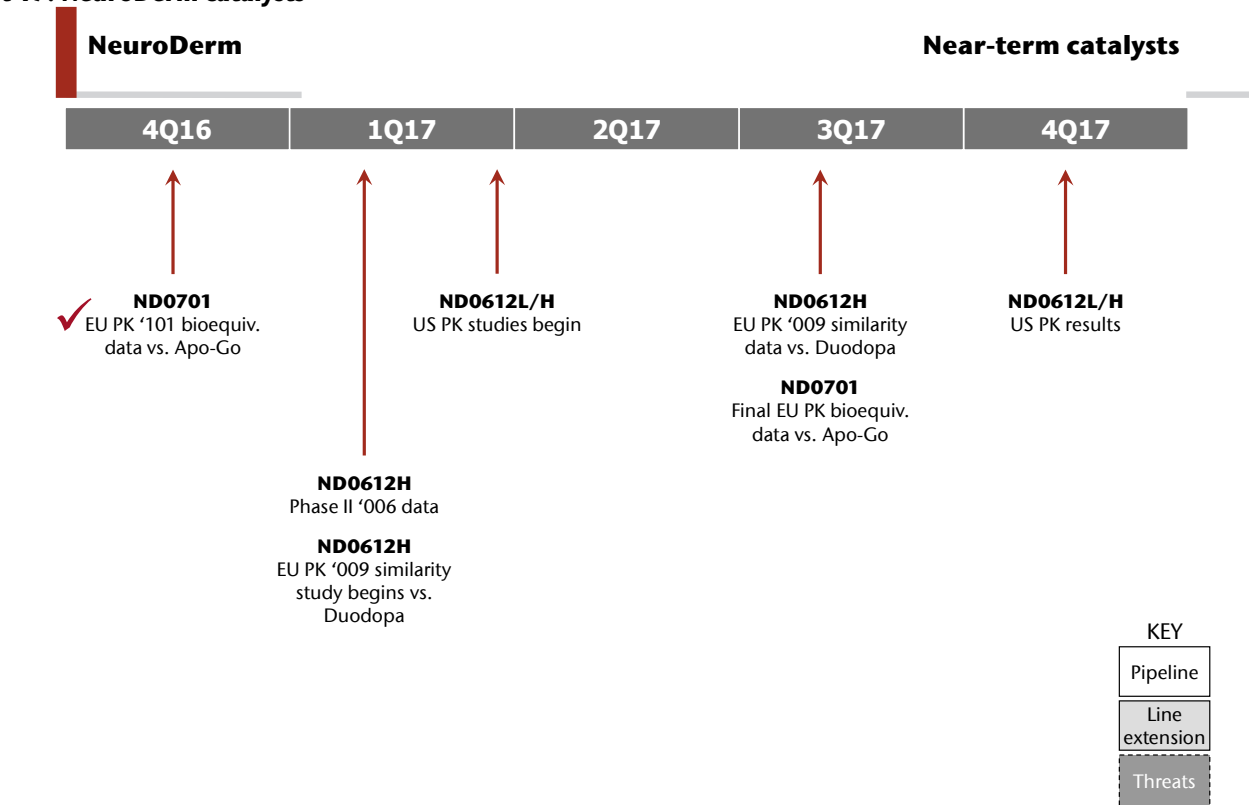 NeuroDerm catalysts
NeuroDerm
Near-term catalysts
4Q16
1Q17
2Q17
3Q17
4Q17
ND0701
EU PK ‘101 bioequiv.
data vs. Apo-Go
ND0612L/H
US PK studies begin
ND0612H
EU PK ‘009 similarity
data vs. Duodopa
ND0701
Final EU PK bioequiv.
data vs. Apo-Go
ND0612L/H
US PK results
ND0612H
Phase II ‘006 data
ND0612H
EU PK ‘009 similarity
study begins vs.
Duodopa
KEY
Pipeline
Line
extension
Threats